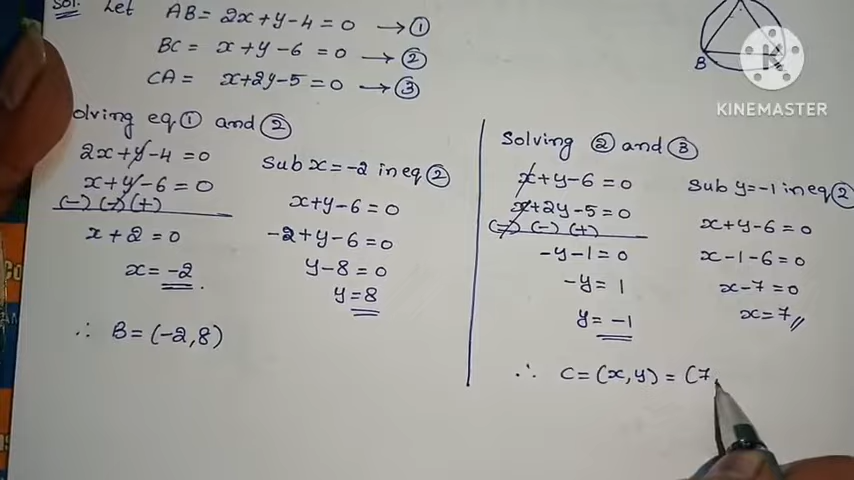 Sol: Let AB = 2x+y-4 = 0 → ①
BC = x+y-6 = 0 → ②
CA = x+2y-5 = 0 → ③
B
KINEMASTER
olving eq ① and ②
2x+y-4 = 0
x+y-6 = 0
(-) (-) (+)
x + 2 = 0
x = -2
Sub x = -2 in eq ②
x+y-6 = 0
-2+y-6 = 0
y-8 = 0
y = 8
∴ B = (-2,8)
Solving ② and ③
x+y-6 = 0
x+2y-5 = 0
(-) (-) (+)
-y-1 = 0
-y = 1
y = -1
Sub y = -1 in eq ②
x+y-6 = 0
x-1-6 = 0
x-7 = 0
x = 7
∴ C = (x,y) = (7,